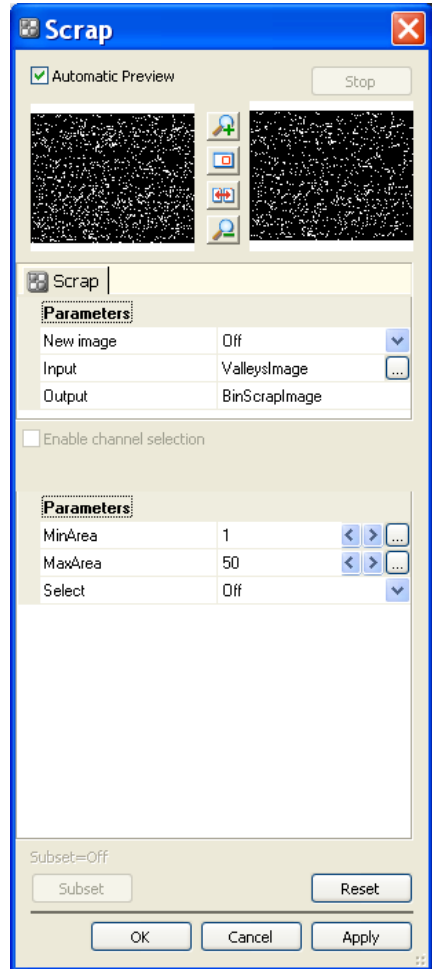 Scrap
Automatic Preview
Stop
Scrap
Parameters
New image Off
Input ValleysImage ...
Output BinScrapImage
Enable channel selection
Parameters
MinArea 1 < > ...
MaxArea 50 < > ...
Select Off
Subset=Off
Subset Reset
OK Cancel Apply